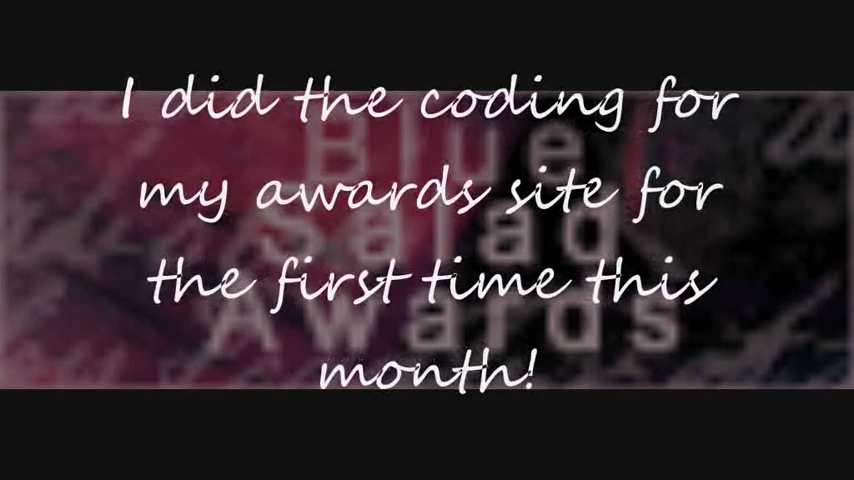 I did the coding for
my awards site for
the first time this
month!
Blue
Salad
Awards